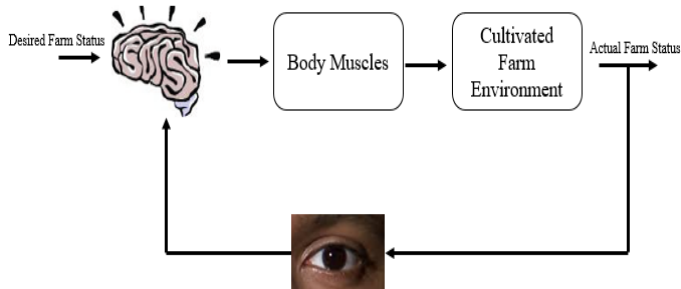 Desired Farm Status
Body Muscles
Cultivated
Farm
Environment
Actual Farm Status